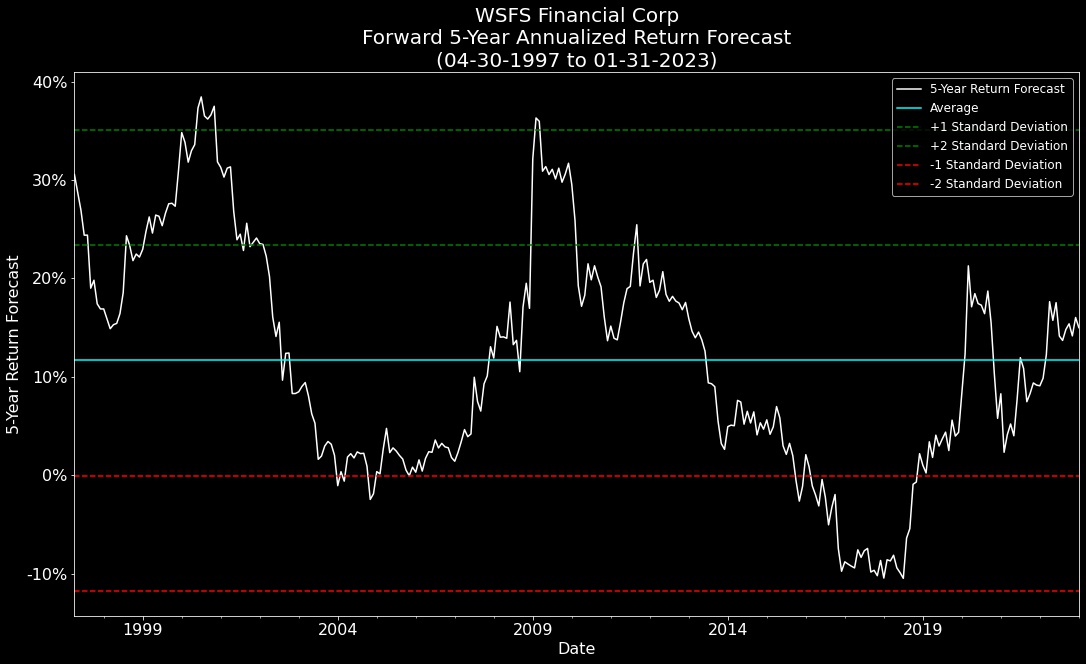 WSFS Financial Corp
Forward 5-Year Annualized Return Forecast
(04-30-1997 to 01-31-2023)
5-Year Return Forecast
40%
30%
20%
10%
0%
-10%
5-Year Return Forecast
Average
+1 Standard Deviation
+2 Standard Deviation
-1 Standard Deviation
-2 Standard Deviation
1999
2004
2009
2014
2019
Date